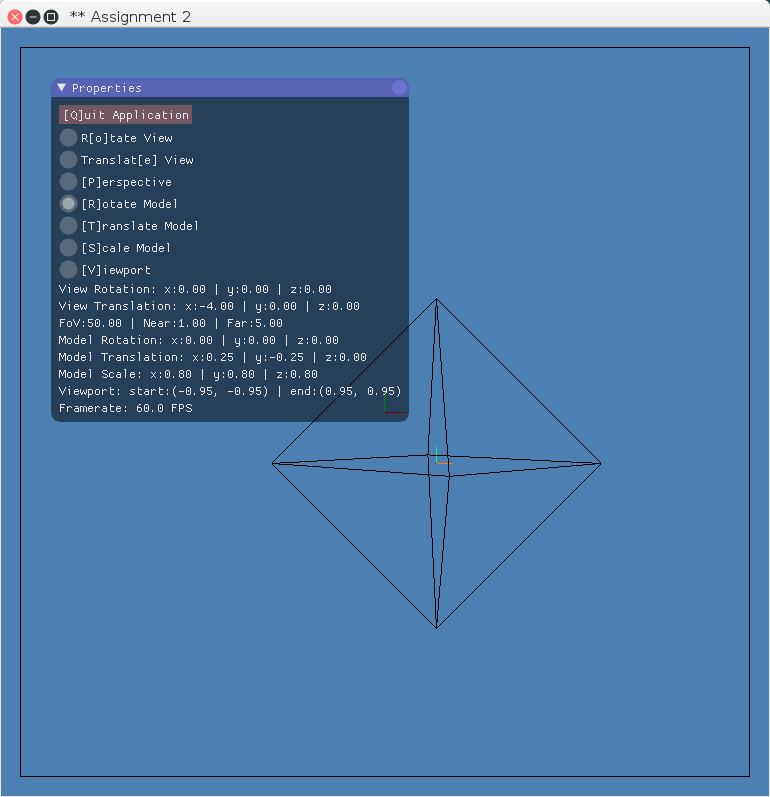 ** Assignment 2
Properties
[Q]uit Application
R[o]tate View
Translat[e] View
[P]erspective
[R]otate Model
[T]ranslate Model
[S]cale Model
[V]iewport
View Rotation: x:0.00 | y:0.00 | z:0.00
View Translation: x:-4.00 | y:0.00 | z:0.00
FoV:50.00 | Near:1.00 | Far:5.00
Model Rotation: x:0.00 | y:0.00 | z:0.00
Model Translation: x:0.25 | y:-0.25 | z:0.00
Model Scale: x:0.80 | y:0.80 | z:0.80
Viewport: start:(-0.95, -0.95) | end:(0.95, 0.95)
Framerate: 60.0 FPS